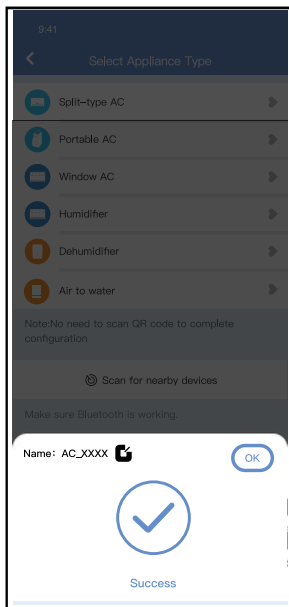 9:41
Select Appliance Type
Split-type AC
Portable AC
Window AC
Humidifier
Dehumidifier
Air to water
Note:No need to scan QR code to complete
configuration
Scan for nearby devices
Make sure Bluetooth is working.
Name: AC_XXXX
OK
Success